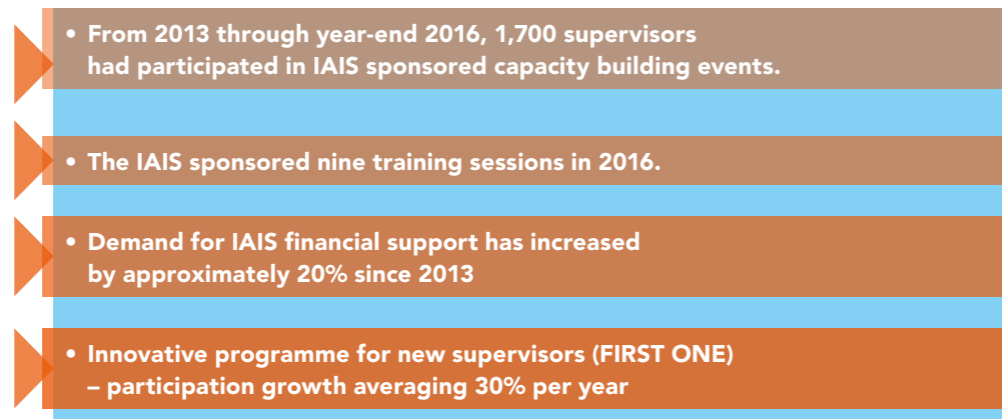 • From 2013 through year-end 2016, 1,700 supervisors
had participated in IAIS sponsored capacity building events.
• The IAIS sponsored nine training sessions in 2016.
• Demand for IAIS financial support has increased
by approximately 20% since 2013
• Innovative programme for new supervisors (FIRST ONE)
– participation growth averaging 30% per year